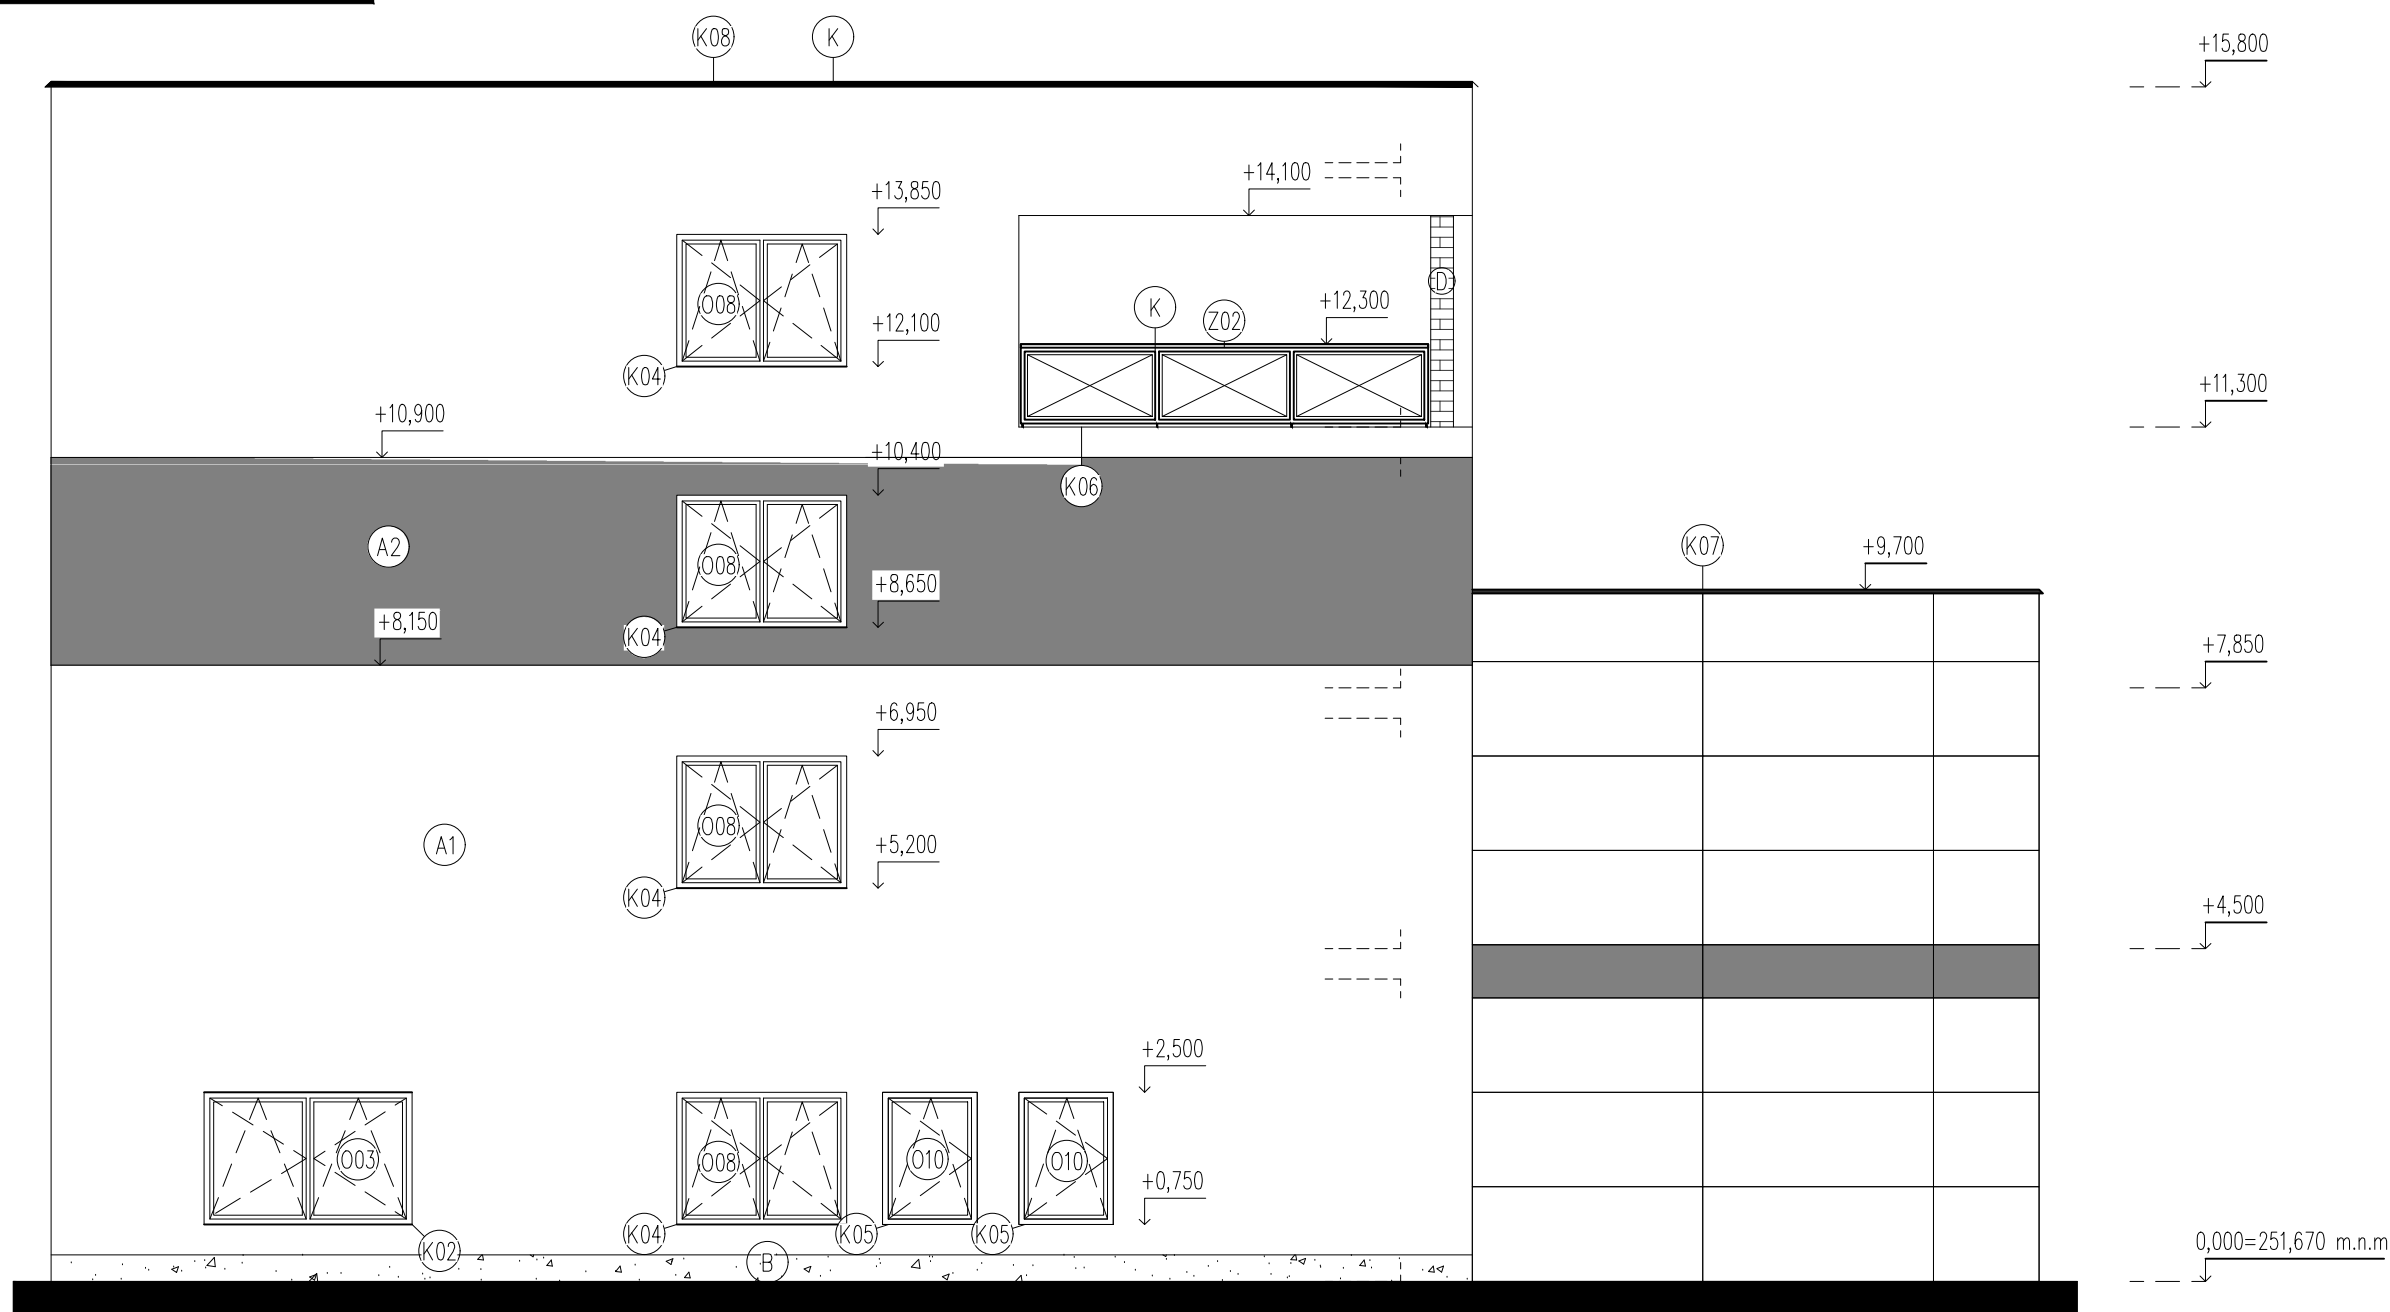 K08
K
+15,800
+14,100
+13,850
D
O08
K
Z02
+12,300
+12,100
K04
+11,300
+10,900
+10,400
K06
A2
K07
+9,700
O08
+8,650
+8,150
K04
+7,850
+6,950
O08
A1
+5,200
K04
+4,500
+2,500
O03
O08
O10
O10
+0,750
K02
K04
K05
K05
B
0,000=251,670 m.n.m